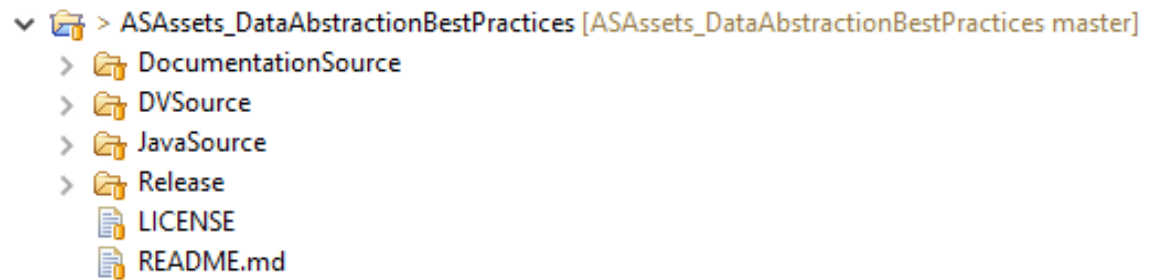 > ASAssets_DataAbstractionBestPractices [ASAssets_DataAbstractionBestPractices master]
DocumentationSource
DVSource
JavaSource
Release
LICENSE
README.md